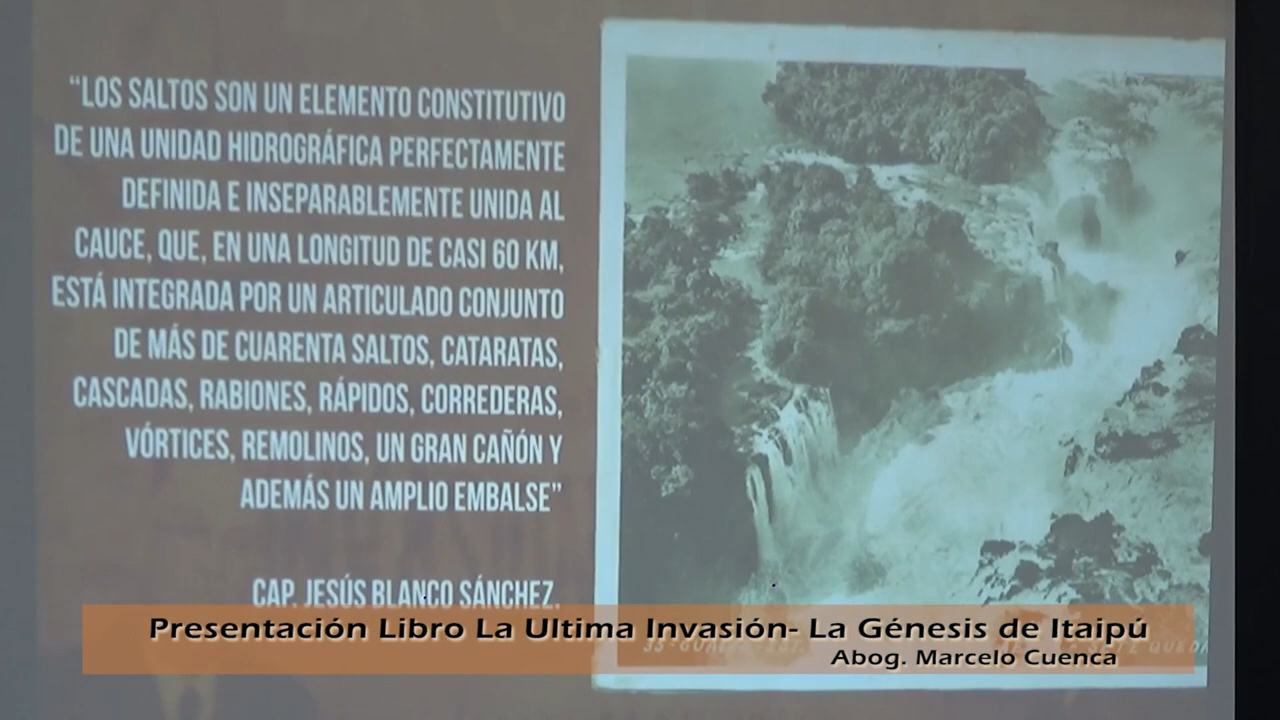 “LOS SALTOS SON UN ELEMENTO CONSTITUTIVO
DE UNA UNIDAD HIDROGRÁFICA PERFECTAMENTE
DEFINIDA E INSEPARABLEMENTE UNIDA AL
CAUCE, QUE, EN UNA LONGITUD DE CASI 60 KM,
ESTÁ INTEGRADA POR UN ARTICULADO CONJUNTO
DE MÁS DE CUARENTA SALTOS, CATARATAS,
CASCADAS, RABIONES, RÁPIDOS, CORREDERAS,
VÓRTICES, REMOLINOS, UN GRAN CAÑÓN Y
ADEMÁS UN AMPLIO EMBALSE”
CAP. JESÚS BLANCO SÁNCHEZ.
Presentación Libro La Ultima Invasión- La Génesis de Itaipú
Abog. Marcelo Cuenca